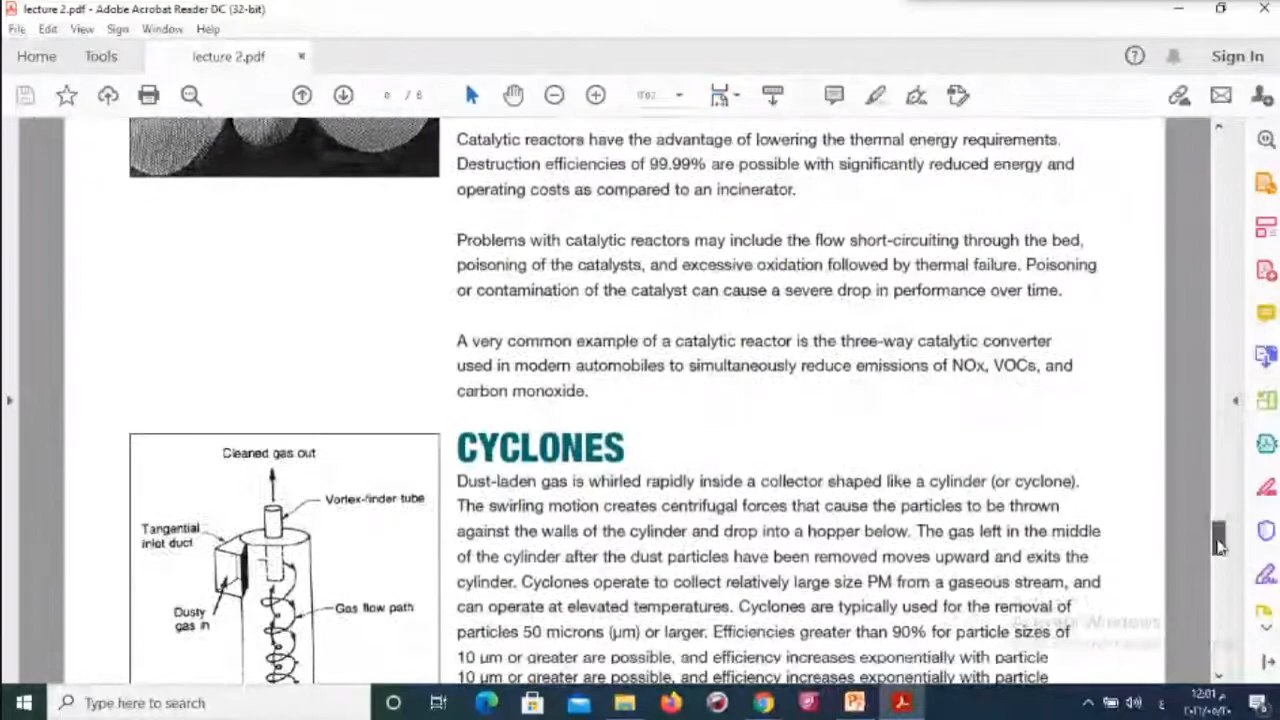 lecture 2.pdf - Adobe Acrobat Reader DC (32-bit)
File Edit View Sign Window Help
Home Tools lecture 2.pdf
Sign In
/ 6
Catalytic reactors have the advantage of lowering the thermal energy requirements.
Destruction efficiencies of 99.99% are possible with significantly reduced energy and
operating costs as compared to an incinerator.
Problems with catalytic reactors may include the flow short-circuiting through the bed,
poisoning of the catalysts, and excessive oxidation followed by thermal failure. Poisoning
or contamination of the catalyst can cause a severe drop in performance over time.
A very common example of a catalytic reactor is the three-way catalytic converter
used in modern automobiles to simultaneously reduce emissions of NOx, VOCs, and
carbon monoxide.
Cleaned gas out
Vortex-finder tube
Tangential
inlet duct
Dusty
gas in
Gas flow path
CYCLONES
Dust-laden gas is whirled rapidly inside a collector shaped like a cylinder (or cyclone).
The swirling motion creates centrifugal forces that cause the particles to be thrown
against the walls of the cylinder and drop into a hopper below. The gas left in the middle
of the cylinder after the dust particles have been removed moves upward and exits the
cylinder. Cyclones operate to collect relatively large size PM from a gaseous stream, and
can operate at elevated temperatures. Cyclones are typically used for the removal of
particles 50 microns (µm) or larger. Efficiencies greater than 90% for particle sizes of
10 µm or greater are possible, and efficiency increases exponentially with particle
10 µm or greater are possible, and efficiency increases exponentially with particle
Activate Windows
Type here to search
12:01 م